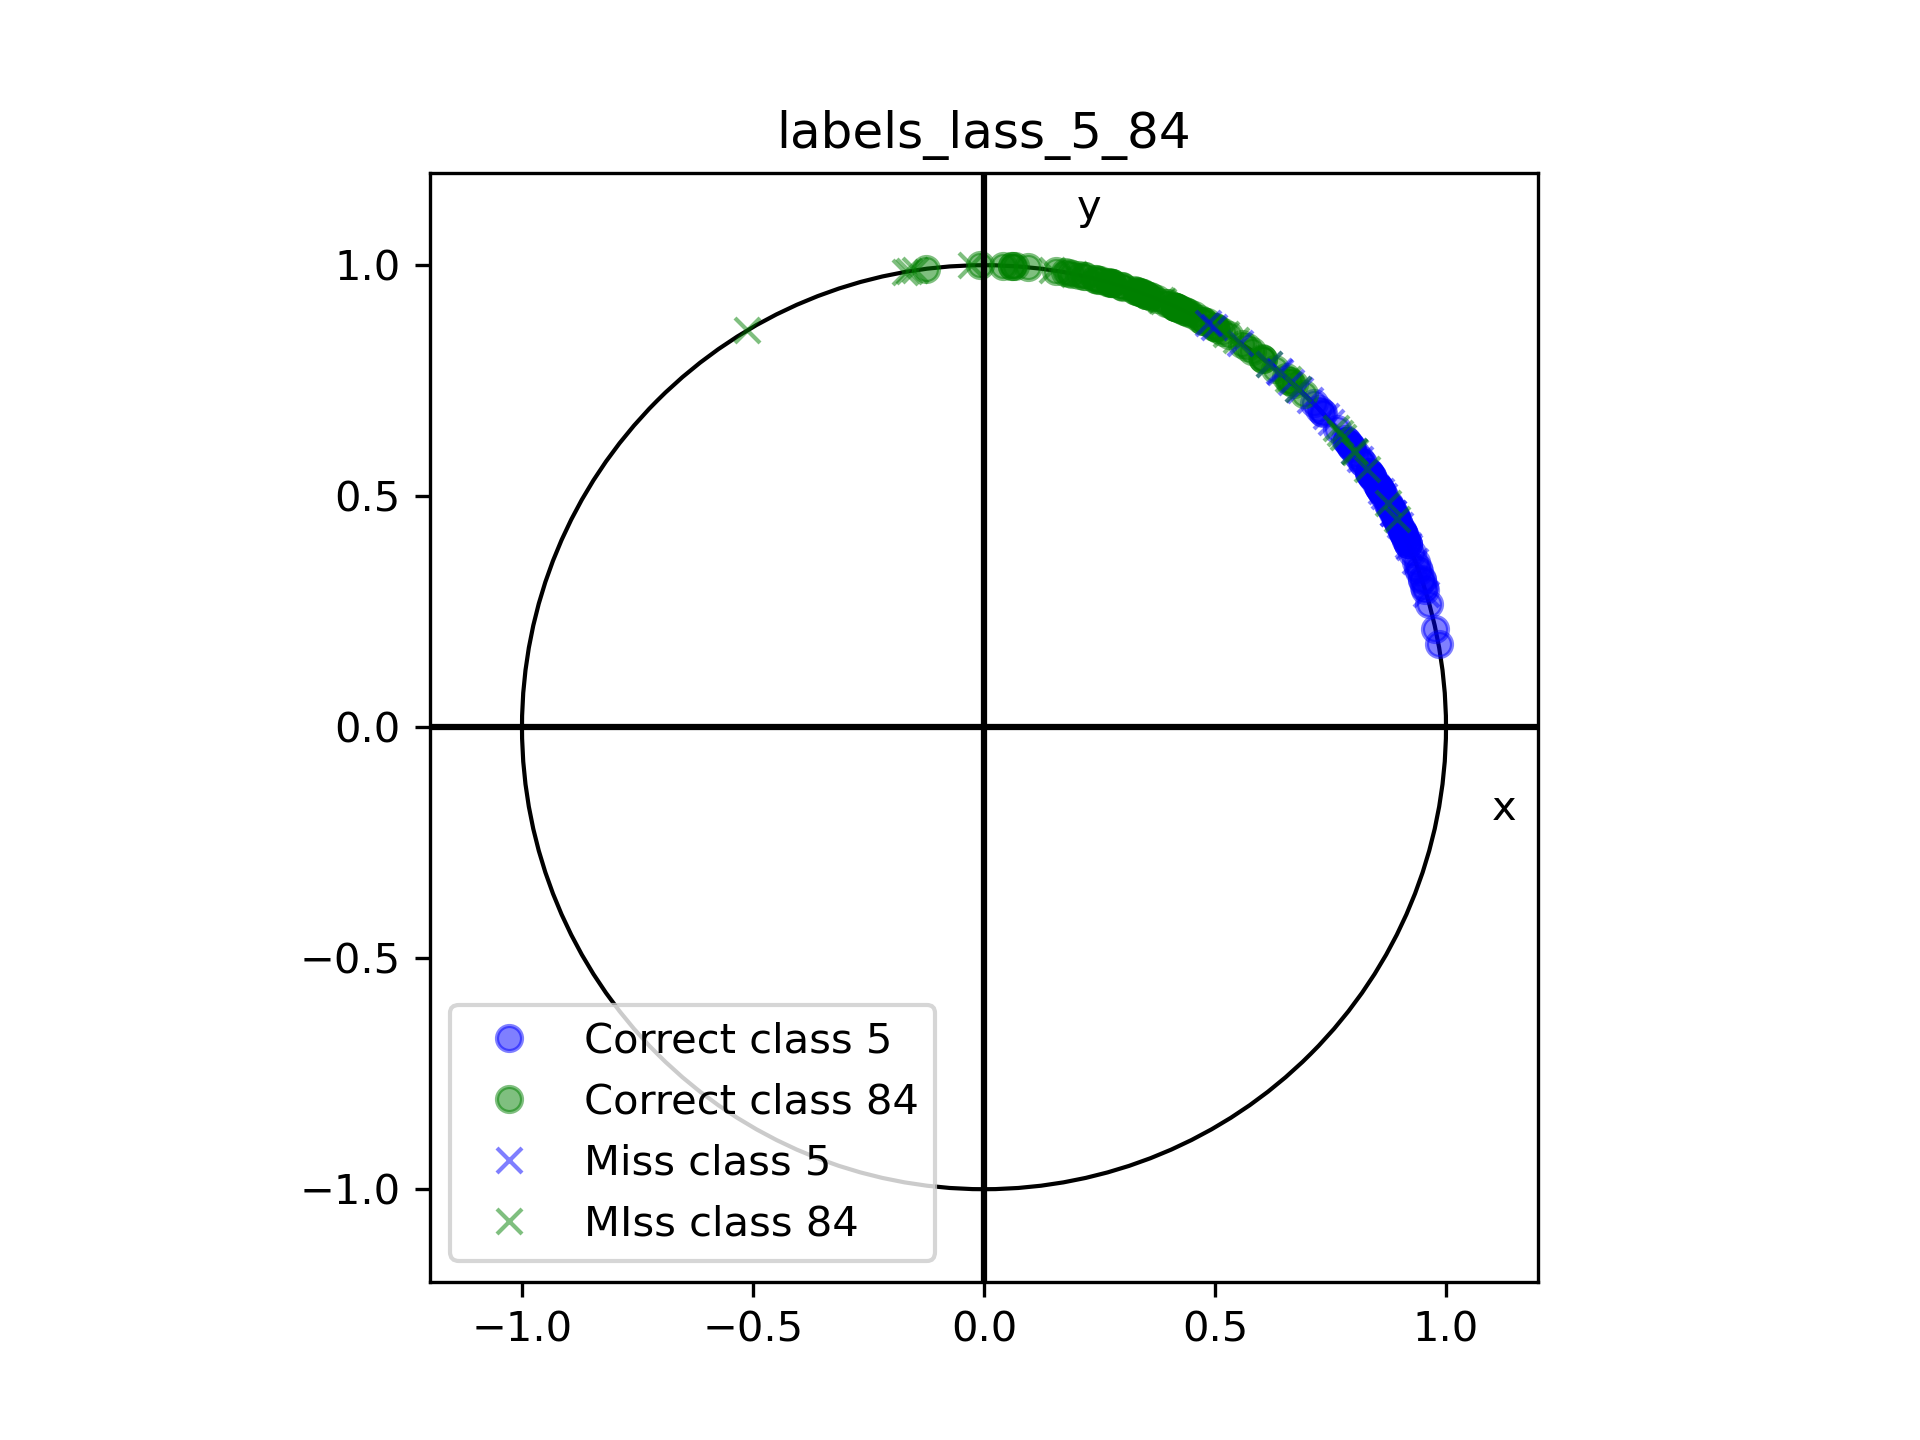 labels_lass_5_84
y
1.0
0.5
0.0
x
−0.5
−1.0
Correct class 5
Correct class 84
Miss class 5
MIss class 84
−1.0 −0.5 0.0 0.5 1.0